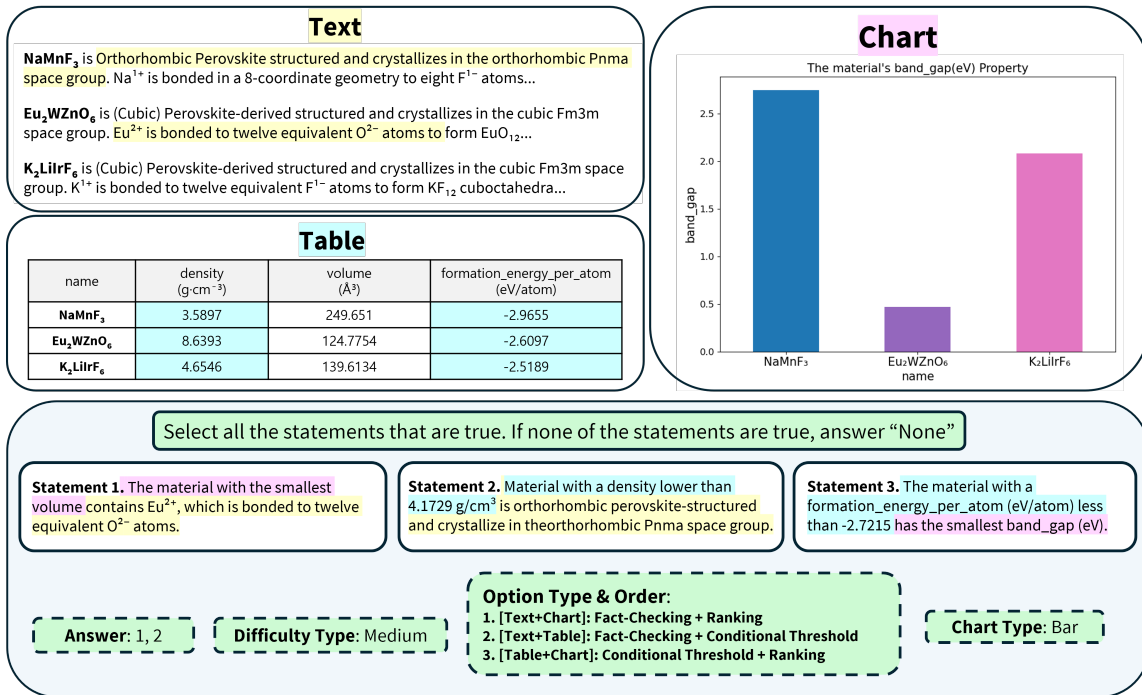 Text
NaMnF₃ is Orthorhombic Perovskite structured and crystallizes in the orthorhombic Pnma
space group. Na¹⁺ is bonded in a 8-coordinate geometry to eight F¹⁻ atoms...
Eu₂WZnO₆ is (Cubic) Perovskite-derived structured and crystallizes in the cubic Fm3m
space group. Eu²⁺ is bonded to twelve equivalent O²⁻ atoms to form EuO₁₂...
K₂LiIrF₆ is (Cubic) Perovskite-derived structured and crystallizes in the cubic Fm3m space
group. K¹⁺ is bonded to twelve equivalent F¹⁻ atoms to form KF₁₂ cuboctahedra...
Table
name density (g·cm⁻³) volume (Å³) formation_energy_per_atom (eV/atom)
NaMnF₃ 3.5897 249.651 -2.9655
Eu₂WZnO₆ 8.6393 124.7754 -2.6097
K₂LiIrF₆ 4.6546 139.6134 -2.5189
Chart
The material's band_gap(eV) Property
band_gap
2.5
2.0
1.5
1.0
0.5
0.0
NaMnF₃ Eu₂WZnO₆ K₂LiIrF₆
name
Select all the statements that are true. If none of the statements are true, answer “None”
Statement 1. The material with the smallest
volume contains Eu²⁺, which is bonded to twelve
equivalent O²⁻ atoms.
Statement 2. Material with a density lower than
4.1729 g/cm³ is orthorhombic perovskite-structured
and crystallize in theorthorhombic Pnma space group.
Statement 3. The material with a
formation_energy_per_atom (eV/atom) less
than -2.7215 has the smallest band_gap (eV).
Answer: 1, 2
Difficulty Type: Medium
Option Type & Order:
1. [Text+Chart]: Fact-Checking + Ranking
2. [Text+Table]: Fact-Checking + Conditional Threshold
3. [Table+Chart]: Conditional Threshold + Ranking
Chart Type: Bar